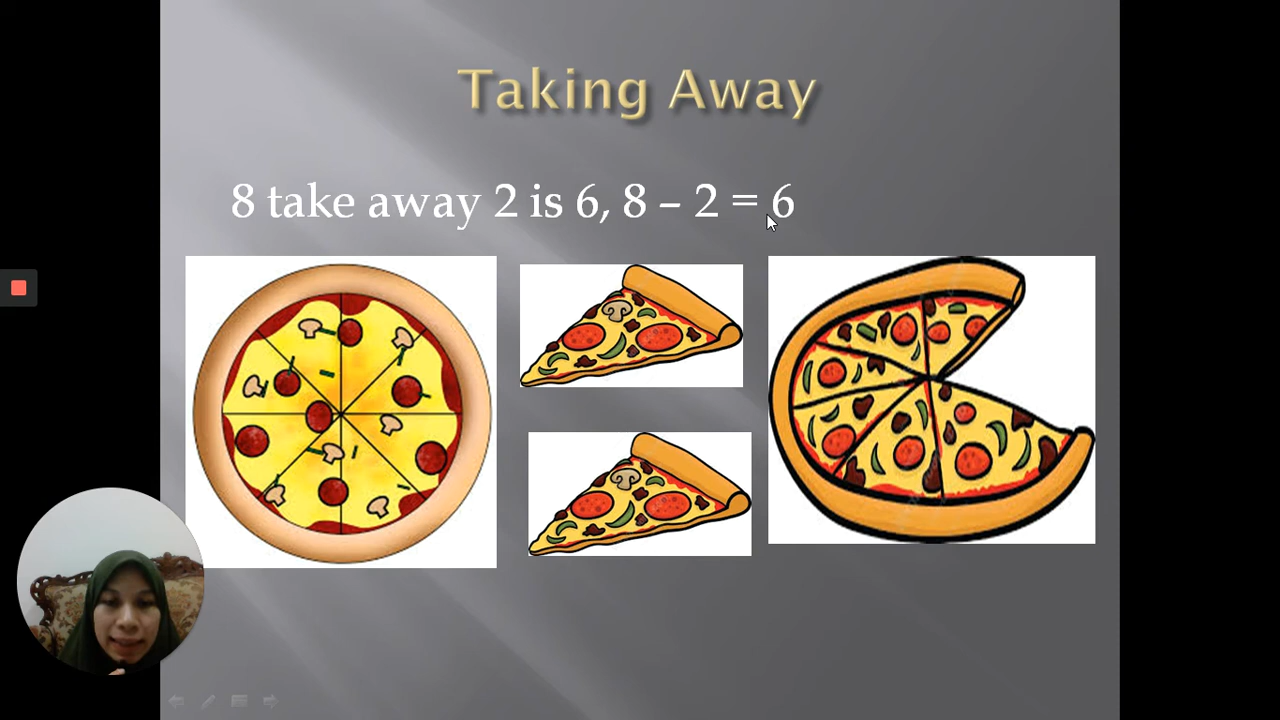 Taking Away
8 take away 2 is 6, 8 – 2 = 6